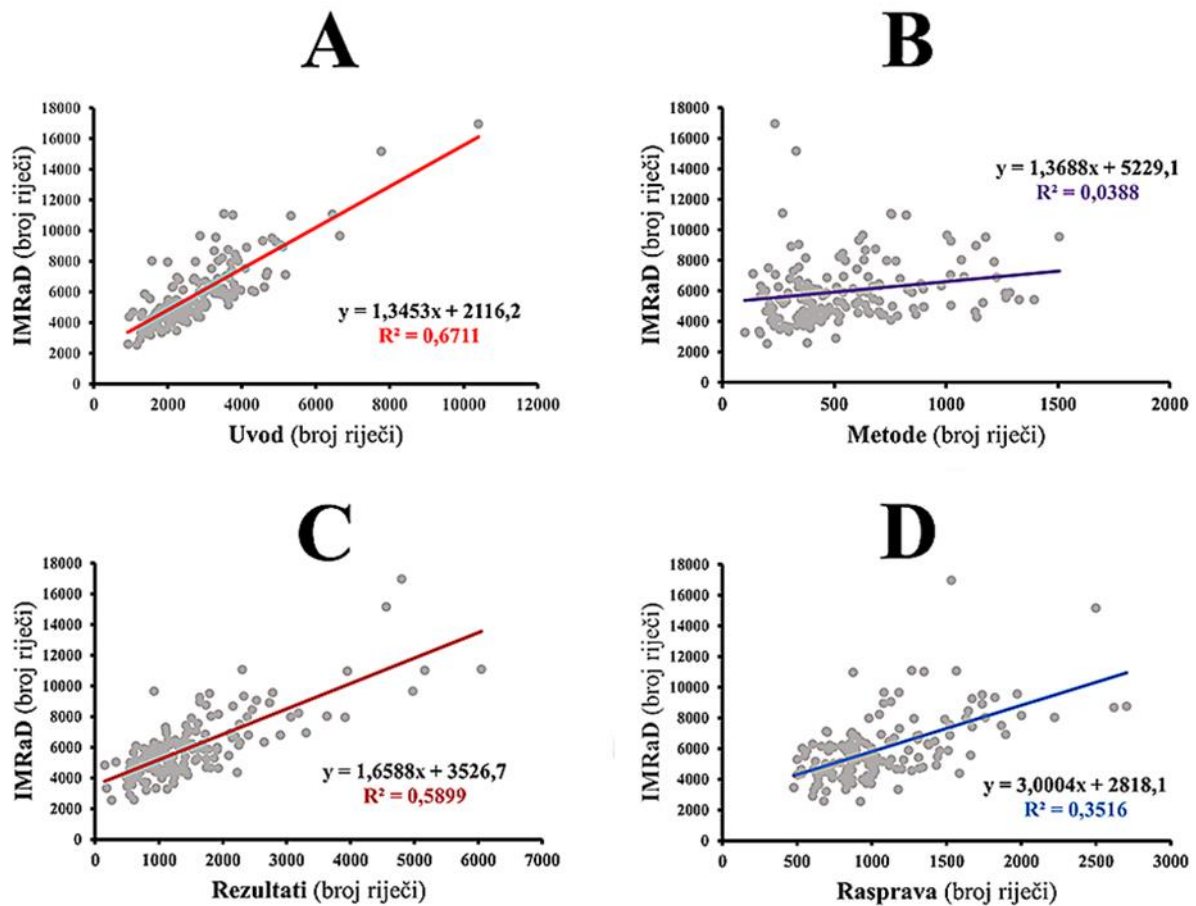 A
IMRaD (broj riječi)
18000
16000
14000
12000
10000
8000
6000
4000
2000
0
y = 1,3453x + 2116,2
R² = 0,6711
0 2000 4000 6000 8000 10000 12000
Uvod (broj riječi)
B
IMRaD (broj riječi)
18000
16000
14000
12000
10000
8000
6000
4000
2000
0
y = 1,3688x + 5229,1
R² = 0,0388
0 500 1000 1500 2000
Metode (broj riječi)
C
IMRaD (broj riječi)
18000
16000
14000
12000
10000
8000
6000
4000
2000
0
y = 1,6588x + 3526,7
R² = 0,5899
0 1000 2000 3000 4000 5000 6000 7000
Rezultati (broj riječi)
D
IMRaD (broj riječi)
18000
16000
14000
12000
10000
8000
6000
4000
2000
0
y = 3,0004x + 2818,1
R² = 0,3516
0 500 1000 1500 2000 2500 3000
Rasprava (broj riječi)